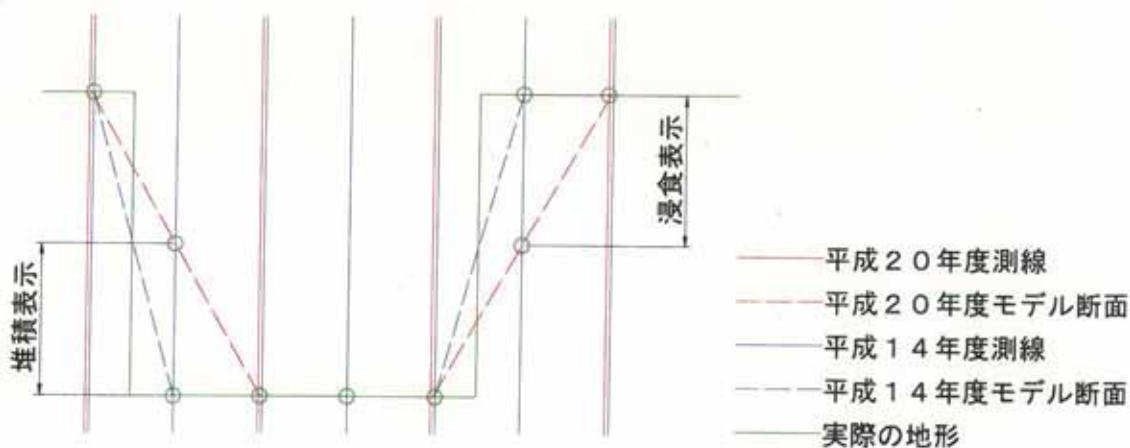 堆積表示
浸食表示
平成20年度測線
平成20年度モデル断面
平成14年度測線
平成14年度モデル断面
実際の地形